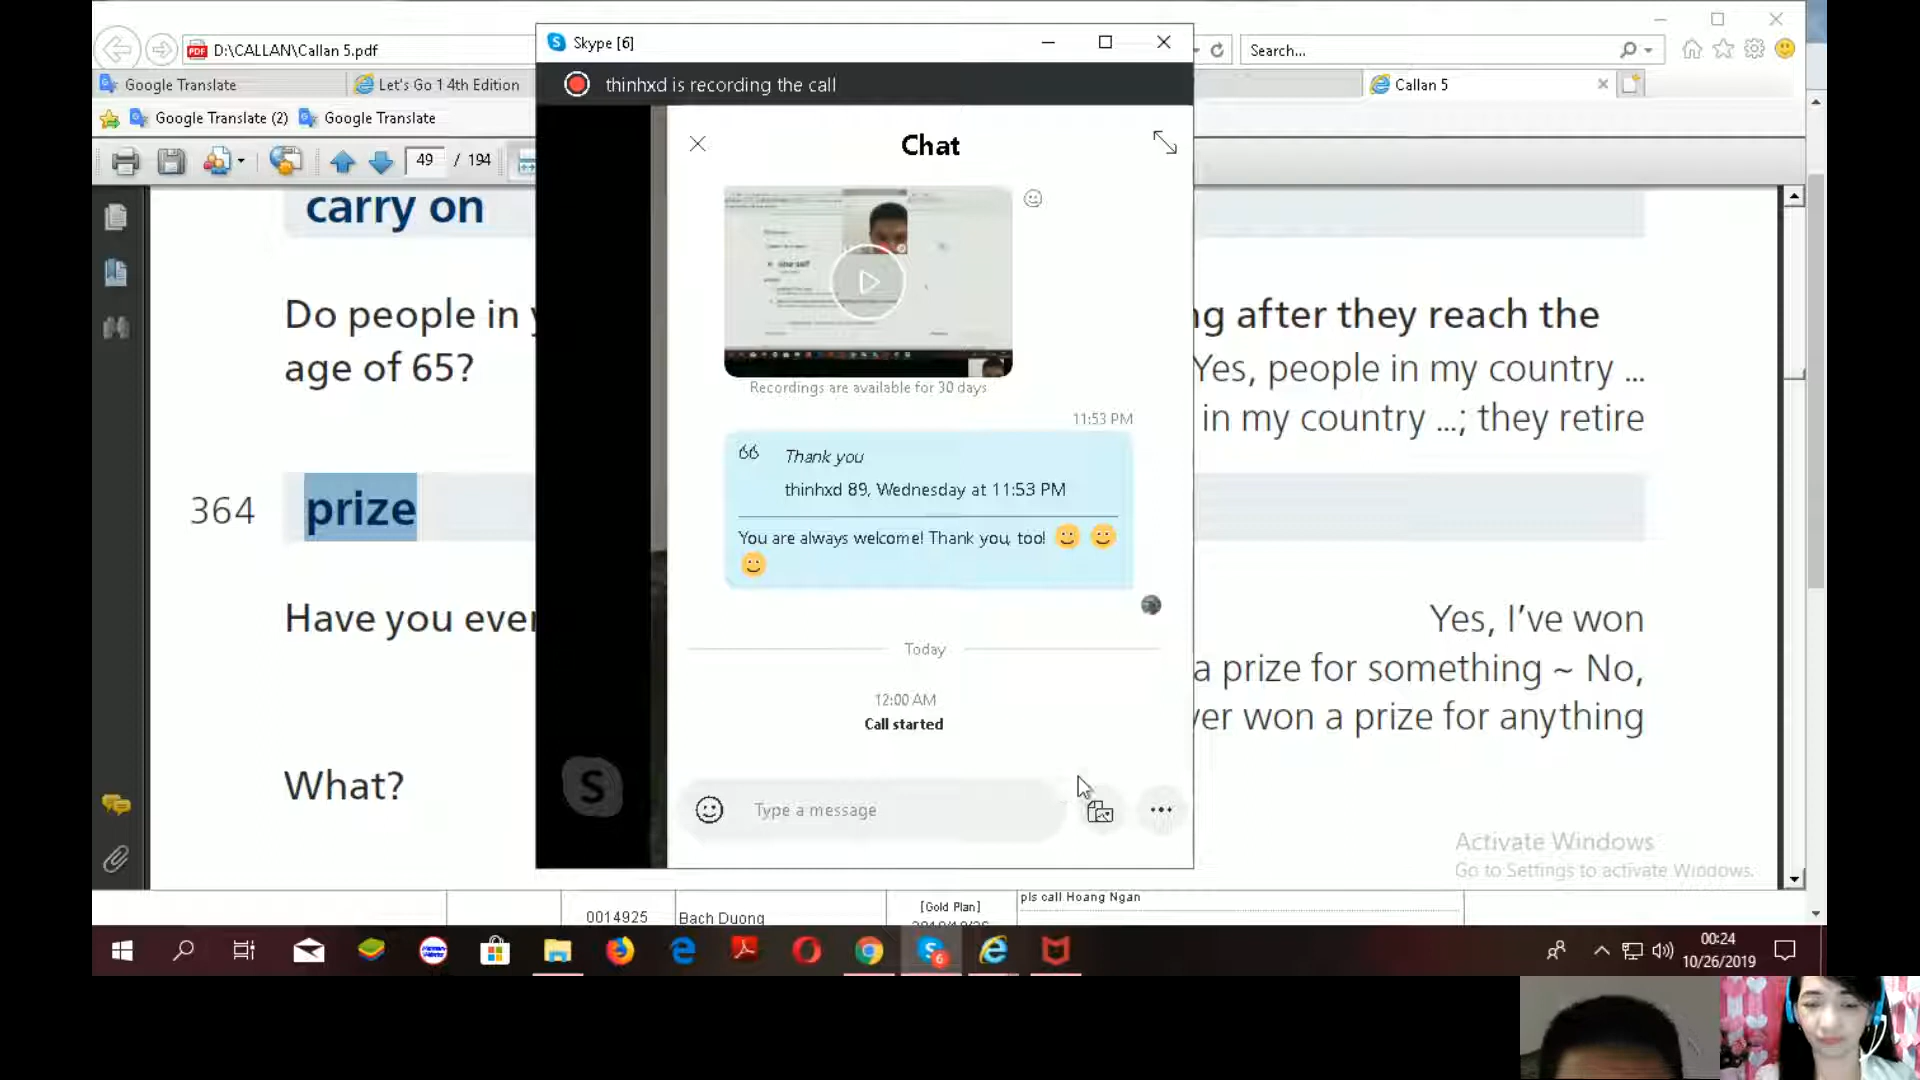 Skype [6]
D:\CALLAN\Callan 5.pdf
Search...
Google Translate
Let's Go 1 4th Edition
thinhxd is recording the call
Callan 5
Google Translate (2)
Google Translate
Chat
49 / 194
carry on
Recordings are available for 30 days
Do people in
ng after they reach the
age of 65?
Yes, people in my country ...
in my country ...; they retire
11:53 PM
Thank you
thinhxd 89, Wednesday at 11:53 PM
364
prize
You are always welcome! Thank you, too!
Have you ever
Yes, I've won
Today
a prize for something ~ No,
12:00 AM
Call started
er won a prize for anything
What?
S
Type a message
Activate Windows
Go to Settings to activate Windows.
0014925
Bach Duong
[Gold Plan]
pls call Hoang Ngan
6
00:24
10/26/2019